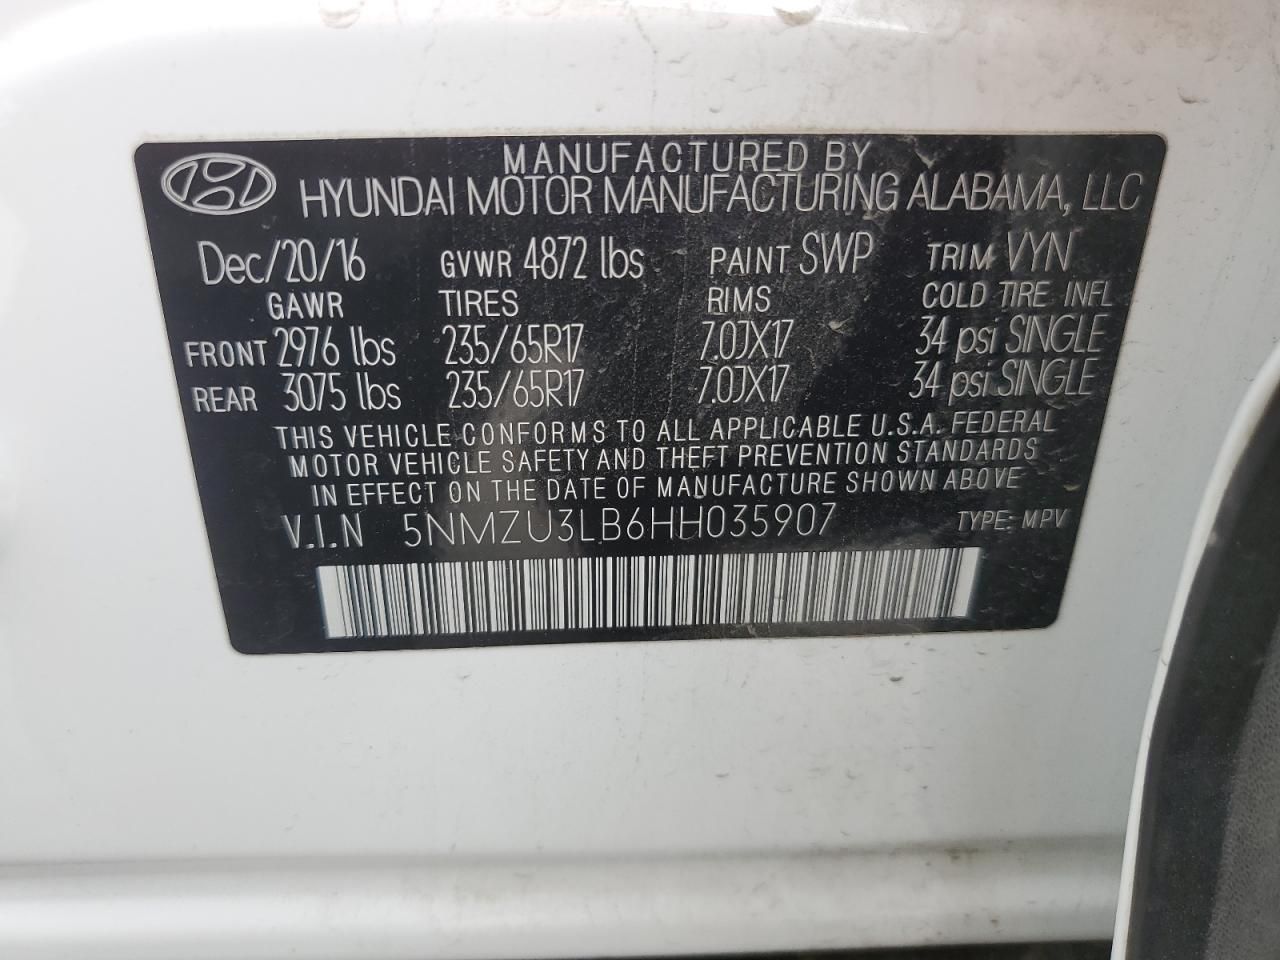 MANUFACTURED BY
HYUNDAI MOTOR MANUFACTURING ALABAMA, LLC
Dec/20/16 GVWR 4872 lbs PAINT SWP TRIM VYN
GAWR TIRES RIMS COLD TIRE INFL
FRONT 2976 lbs 235/65R17 7.0JX17 34 psi SINGLE
REAR 3075 lbs 235/65R17 7.0JX17 34 psi SINGLE
THIS VEHICLE CONFORMS TO ALL APPLICABLE U.S.A. FEDERAL
MOTOR VEHICLE SAFETY AND THEFT PREVENTION STANDARDS
IN EFFECT ON THE DATE OF MANUFACTURE SHOWN ABOVE
V.I.N 5NMZU3LB6HH035907 TYPE: MPV